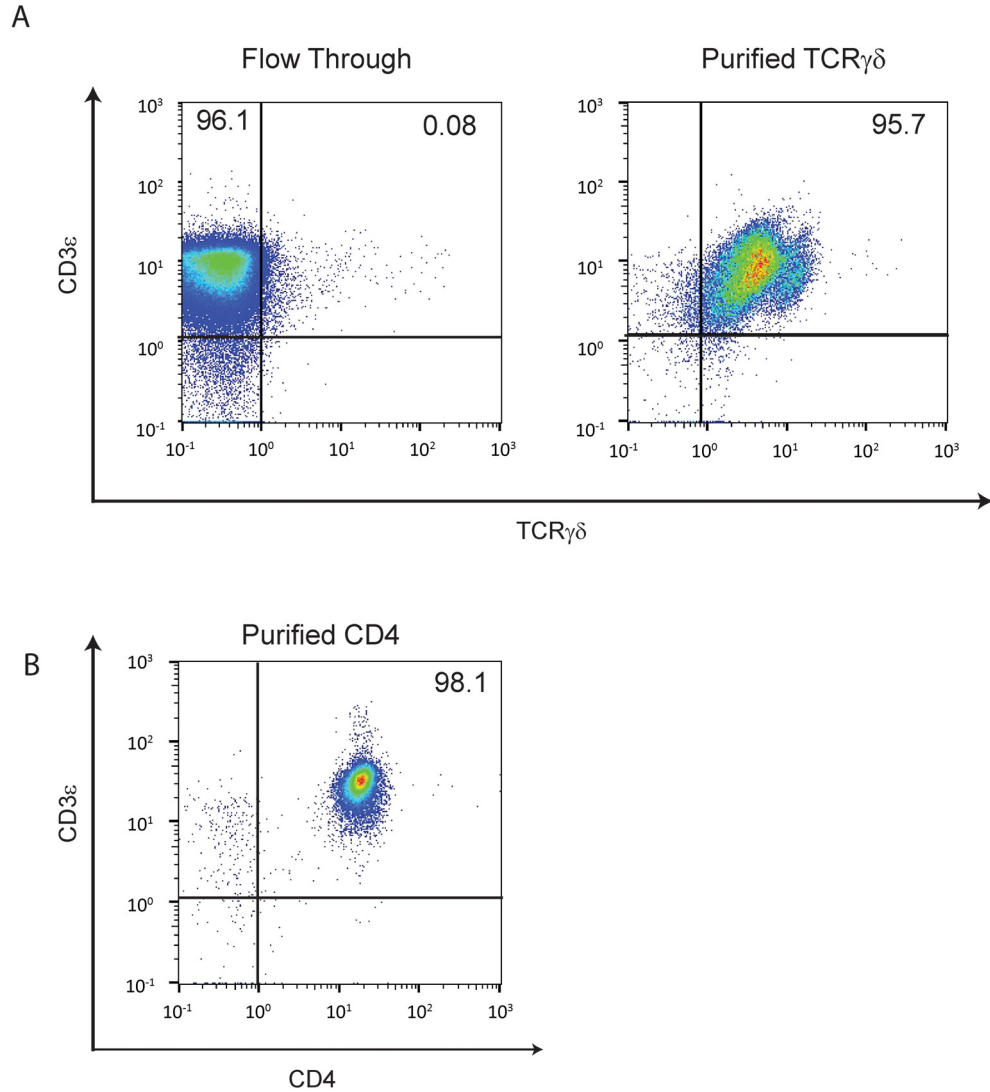 A
Flow Through
Purified TCRγδ
10³
96.1
0.08
10²
10¹
10⁰
10⁻¹
10⁻¹ 10⁰ 10¹ 10² 10³
10³
95.7
10²
10¹
10⁰
10⁻¹
10⁻¹ 10⁰ 10¹ 10² 10³
CD3ε
TCRγδ
B
Purified CD4
10³
98.1
10²
10¹
10⁰
10⁻¹
10⁻¹ 10⁰ 10¹ 10² 10³
CD3ε
CD4